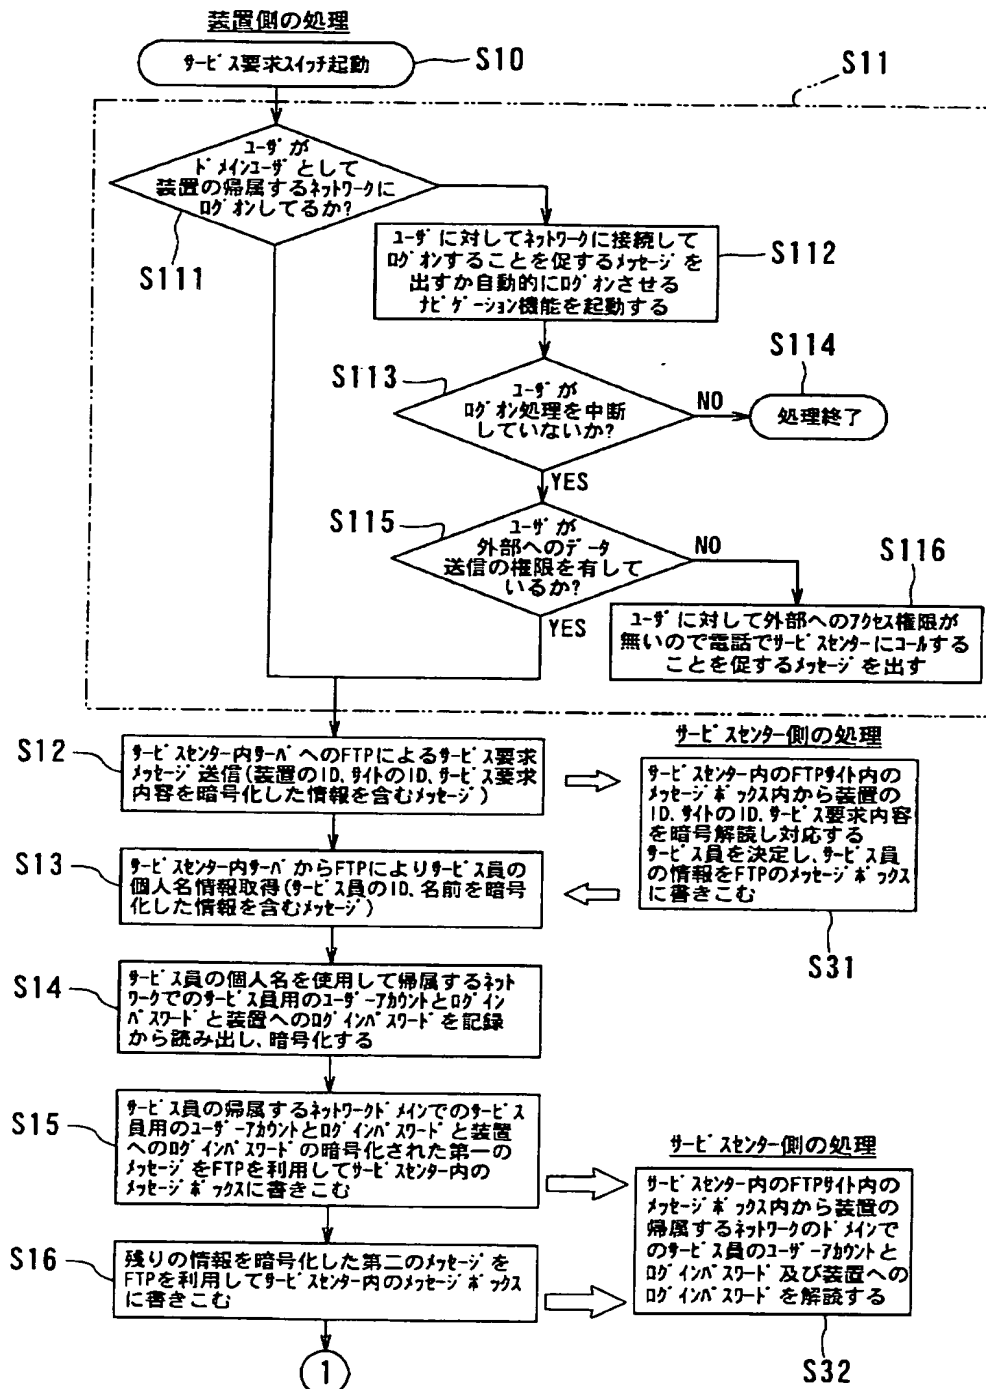 装置側の処理
サービス要求スイッチ起動
S10
S11
ユーザが
ドメインユーザとして
装置の帰属するネットワークに
ログオンしてるか?
S111
ユーザに対してネットワークに接続して
ログオンすることを促すメッセージを
出すか自動的にログオンさせる
ナビゲーション機能を起動する
S112
S113
ユーザが
ログオン処理を中断
していないか?
NO
S114
処理終了
YES
S115
ユーザが
外部へのデータ
送信の権限を有して
いるか?
NO
S116
YES
ユーザに対して外部へのアクセス権限が
無いので電話でサービスセンターにコールする
ことを促するメッセージを出す
S12
サービスセンター内サーバへのFTPによるサービス要求
メッセージ送信(装置のID、サイトのID、サービス要求
内容を暗号化した情報を含むメッセージ)
サービスセンター側の処理
サービスセンター内のFTPサイト内の
メッセージボックス内から装置の
ID、サイトのID、サービス要求内容
を暗号解読し対応する
サービス員を決定し、サービス員
の情報をFTPのメッセージボックス
に書きこむ
S31
S13
サービスセンター内サーバからFTPによりサービス員の
個人名情報取得(サービス員のID、名前を暗号
化した情報を含むメッセージ)
S14
サービス員の個人名を使用して帰属するネット
ワークでのサービス員用のユーザーアカウントとログイン
パスワードと装置へのログインパスワードを記録
から読み出し、暗号化する
S15
サービス員の帰属するネットワークドメインでのサービス
員用のユーザーアカウントとログインパスワードと装置
へのログインパスワードの暗号化された第一の
メッセージをFTPを利用してサービスセンター内の
メッセージボックスに書きこむ
サービスセンター側の処理
サービスセンター内のFTPサイト内の
メッセージボックス内から装置の
帰属するネットワークのドメインで
のサービス員のユーザーアカウントと
ログインパスワード及び装置への
ログインパスワードを解読する
S32
S16
残りの情報を暗号化した第二のメッセージを
FTPを利用してサービスセンター内のメッセージボックス
に書きこむ
1